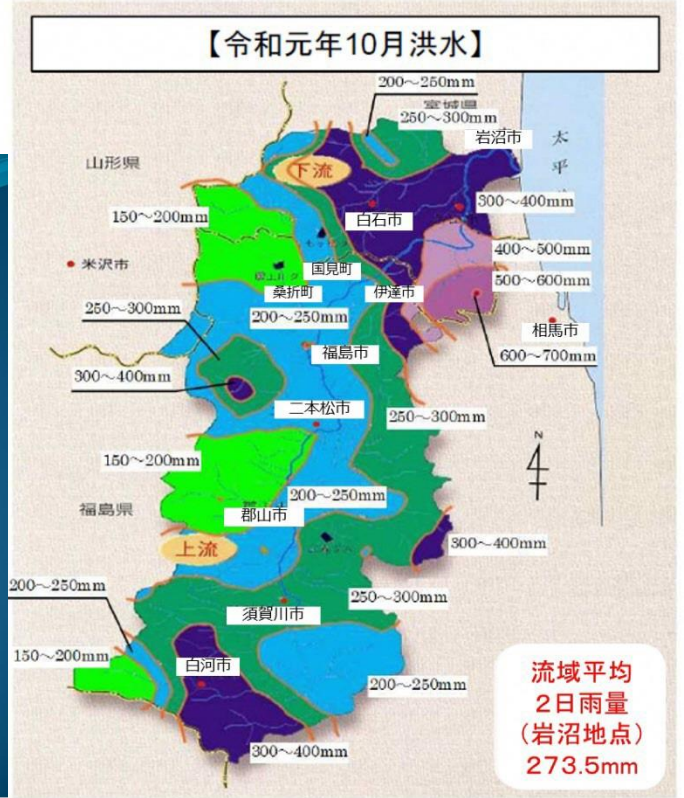 【令和元年10月洪水】
200～250mm
250～300mm
岩沼市
太平
山形県
下流
150～200mm
白石市
300～400mm
米沢市
400～500mm
国見町
500～600mm
桑折町
伊達市
250～300mm
200～250mm
相馬市
福島市
600～700mm
300～400mm
二本松市
250～300mm
N
150～200mm
200～250mm
福島県
郡山市
上流
300～400mm
200～250mm
250～300mm
須賀川市
150～200mm
白河市
200～250mm
流域平均
2日雨量
（岩沼地点）
273.5mm
300～400mm